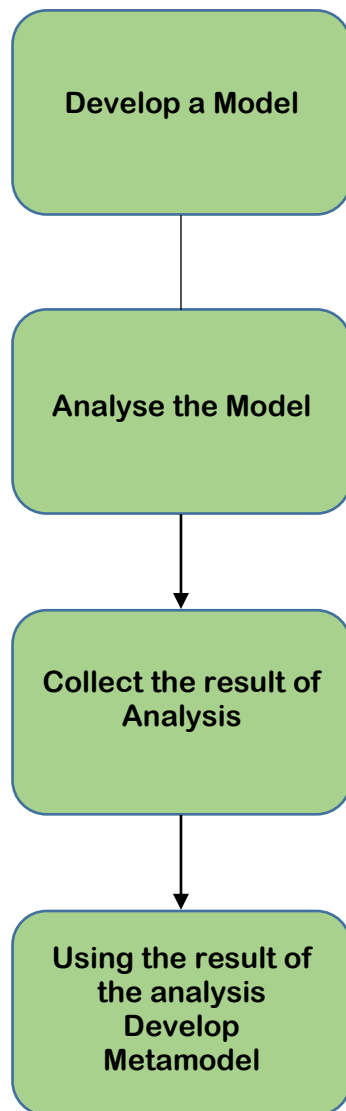 Develop a Model
Analyse the Model
Collect the result of
Analysis
Using the result of
the analysis
Develop
Metamodel